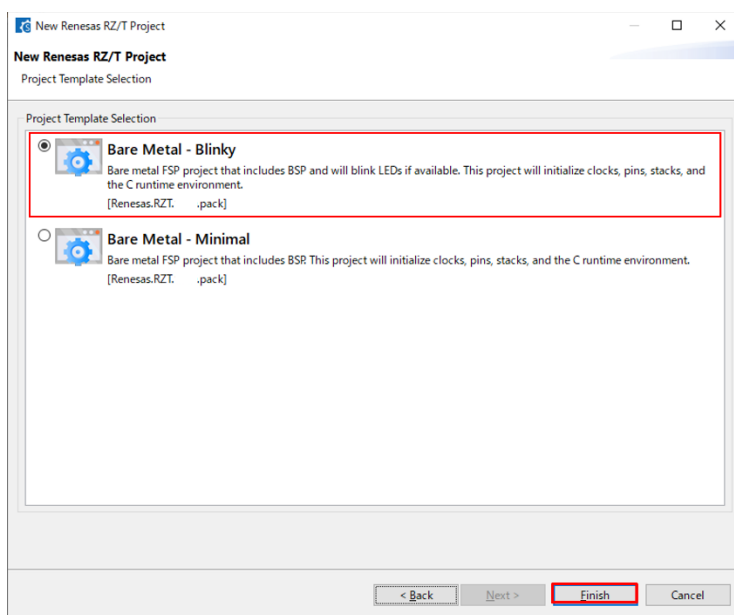 New Renesas RZ/T Project
New Renesas RZ/T Project
Project Template Selection
Project Template Selection
Bare Metal - Blinky
Bare metal FSP project that includes BSP and will blink LEDs if available. This project will initialize clocks, pins, stacks, and
the C runtime environment.
[Renesas.RZT. .pack]
Bare Metal - Minimal
Bare metal FSP project that includes BSP. This project will initialize clocks, pins, stacks, and the C runtime environment.
[Renesas.RZT. .pack]
< Back Next > Finish Cancel